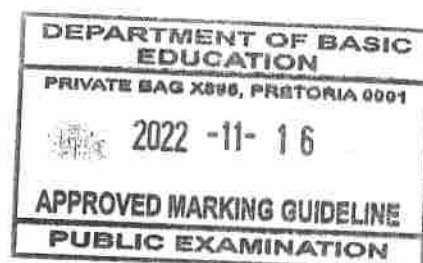 DEPARTMENT OF BASIC
EDUCATION
PRIVATE BAG X895, PRETORIA 0001
2022 -11- 16
APPROVED MARKING GUIDELINE
PUBLIC EXAMINATION